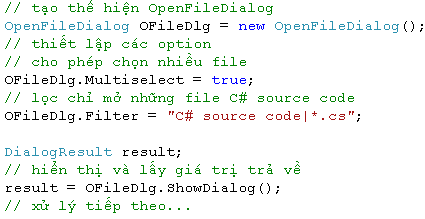 // tạo thể hiện OpenFileDialog
OpenFileDialog OFileDlg = new OpenFileDialog();
// thiết lập các option
// cho phép chọn nhiều file
OFileDlg.Multiselect = true;
// lọc chỉ mở những file C# source code
OFileDlg.Filter = "C# source code|*.cs";
DialogResult result;
// hiển thị và lấy giá trị trả về
result = OFileDlg.ShowDialog();
// xử lý tiếp theo...